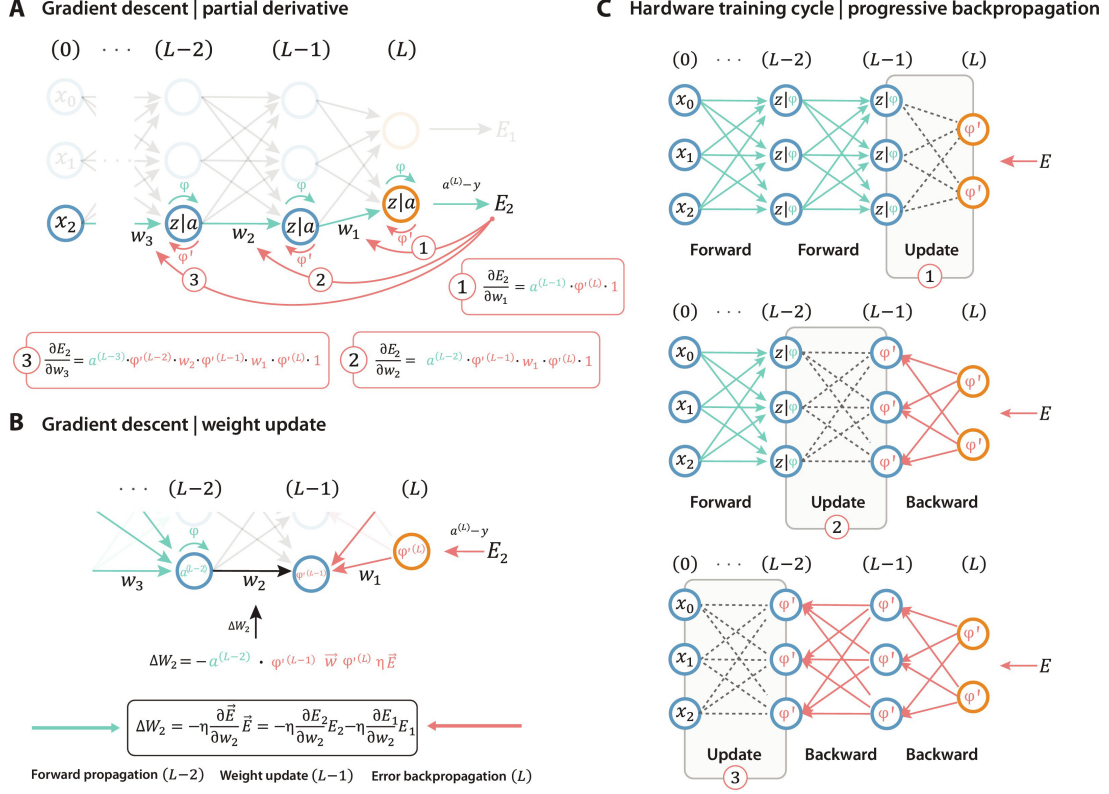 A Gradient descent | partial derivative
(0) · · · (L−2) (L−1) (L)
x₀
E₁
x₁ · · ·
φ φ φ
a⁽ᴸ⁾−y
x₂ w₃ z|a w₂ z|a w₁ z|a E₂
φ' φ' φ'
3 2 1
1 ∂E₂/∂w₁ = a⁽ᴸ⁻¹⁾·φ'⁽ᴸ⁾·1
3 ∂E₂/∂w₃ = a⁽ᴸ⁻³⁾·φ'⁽ᴸ⁻²⁾·w₂·φ'⁽ᴸ⁻¹⁾·w₁·φ'⁽ᴸ⁾·1
2 ∂E₂/∂w₂ = a⁽ᴸ⁻²⁾·φ'⁽ᴸ⁻¹⁾·w₁·φ'⁽ᴸ⁾·1
B Gradient descent | weight update
· · · (L−2) (L−1) (L)
φ
a⁽ᴸ⁾−y
w₃ a⁽ᴸ⁻²⁾ w₂ φ'⁽ᴸ⁻¹⁾ w₁ φ'⁽ᴸ⁾ E₂
ΔW₂
ΔW₂ = −a⁽ᴸ⁻²⁾ · φ'⁽ᴸ⁻¹⁾ w⃗ φ'⁽ᴸ⁾ η E⃗
ΔW₂ = −η ∂E⃗/∂w₂ E⃗ = −η ∂E₂/∂w₂ E₂ −η ∂E₁/∂w₂ E₁
Forward propagation (L−2) Weight update (L−1) Error backpropagation (L)
C Hardware training cycle | progressive backpropagation
(0) · · · (L−2) (L−1) (L)
x₀ z|φ z|φ
φ'
x₁ z|φ z|φ E
φ'
x₂ z|φ z|φ
Forward Forward Update
1
(0) · · · (L−2) (L−1) (L)
x₀ z|φ φ'
φ'
x₁ z|φ φ' E
φ'
x₂ z|φ φ'
Forward Update Backward
2
(0) · · · (L−2) (L−1) (L)
x₀ φ' φ'
φ'
x₁ φ' φ' E
φ'
x₂ φ' φ'
Update Backward Backward
3